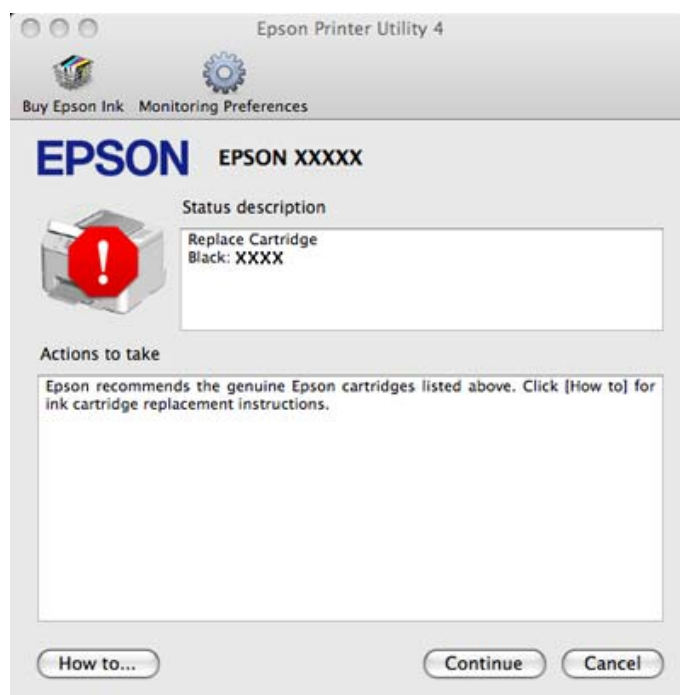 Epson Printer Utility 4
Buy Epson Ink Monitoring Preferences
EPSON EPSON XXXXX
Status description
Replace Cartridge
Black: XXXX
Actions to take
Epson recommends the genuine Epson cartridges listed above. Click [How to] for
ink cartridge replacement instructions.
How to... Continue Cancel